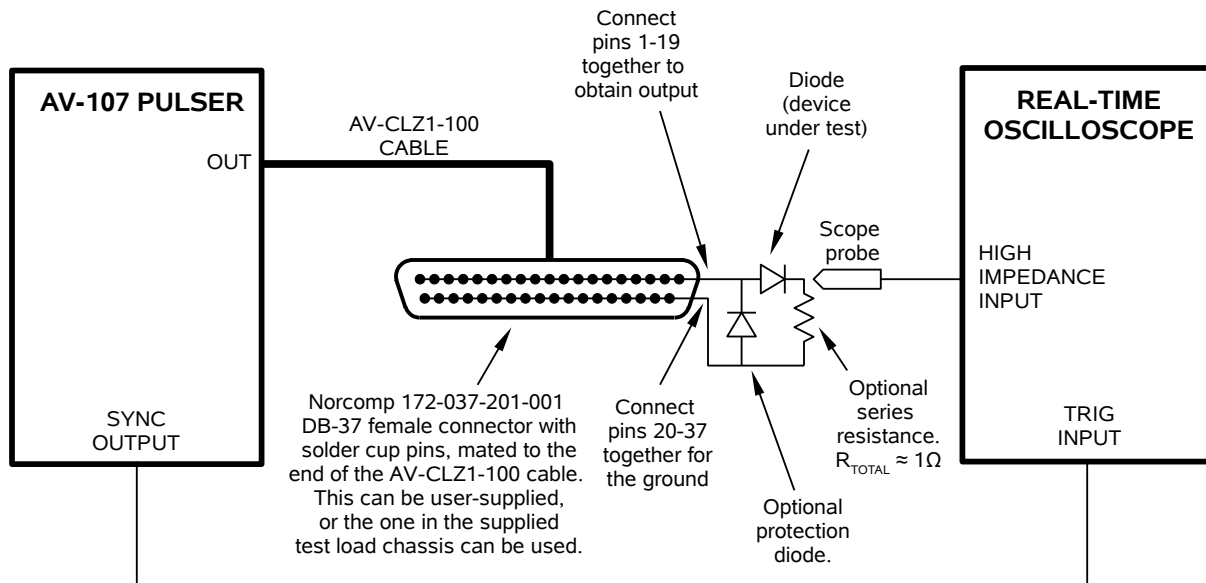 Connect
pins 1-19
together to
obtain output
AV-107 PULSER
Diode
(device
under test)
REAL-TIME
OSCILLOSCOPE
AV-CLZ1-100
CABLE
OUT
Scope
probe
HIGH
IMPEDANCE
INPUT
Norcomp 172-037-201-001
DB-37 female connector with
solder cup pins, mated to the
end of the AV-CLZ1-100 cable.
This can be user-supplied,
or the one in the supplied
test load chassis can be used.
Connect
pins 20-37
together for
the ground
Optional
series
resistance.
R_TOTAL ≈ 1Ω
SYNC
OUTPUT
TRIG
INPUT
Optional
protection
diode.